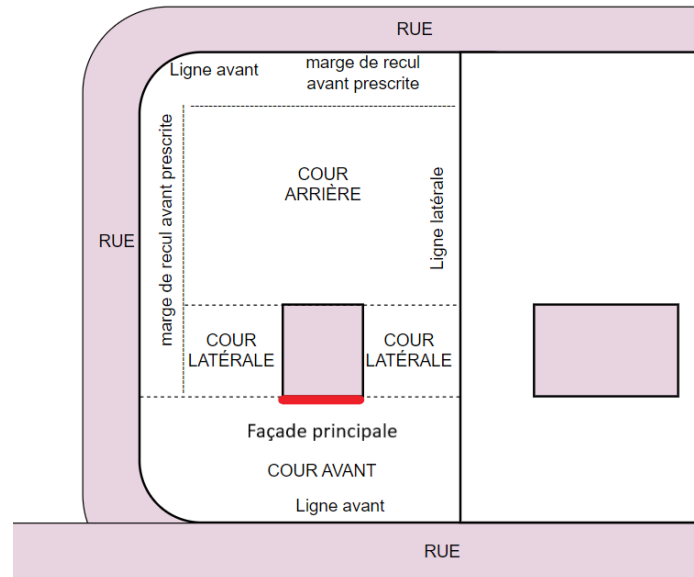 RUE
Ligne avant
marge de recul
avant prescrite
marge de recul avant prescrite
COUR
ARRIÈRE
Ligne latérale
RUE
COUR
LATÉRALE
COUR
LATÉRALE
Façade principale
COUR AVANT
Ligne avant
RUE